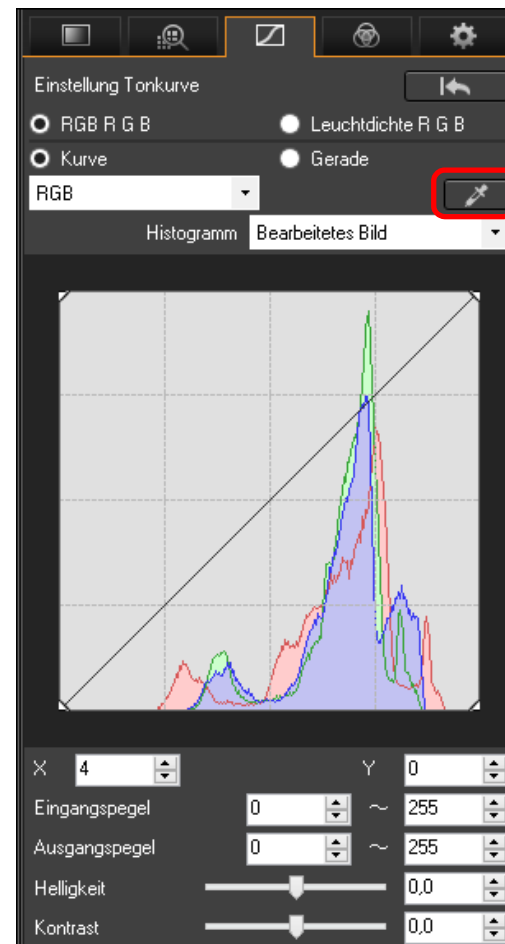 Einstellung Tonkurve
RGB R G B Leuchtdichte R G B
Kurve Gerade
RGB
Histogramm Bearbeitetes Bild
X 4 Y 0
Eingangspegel 0 ~ 255
Ausgangspegel 0 ~ 255
Helligkeit 0,0
Kontrast 0,0